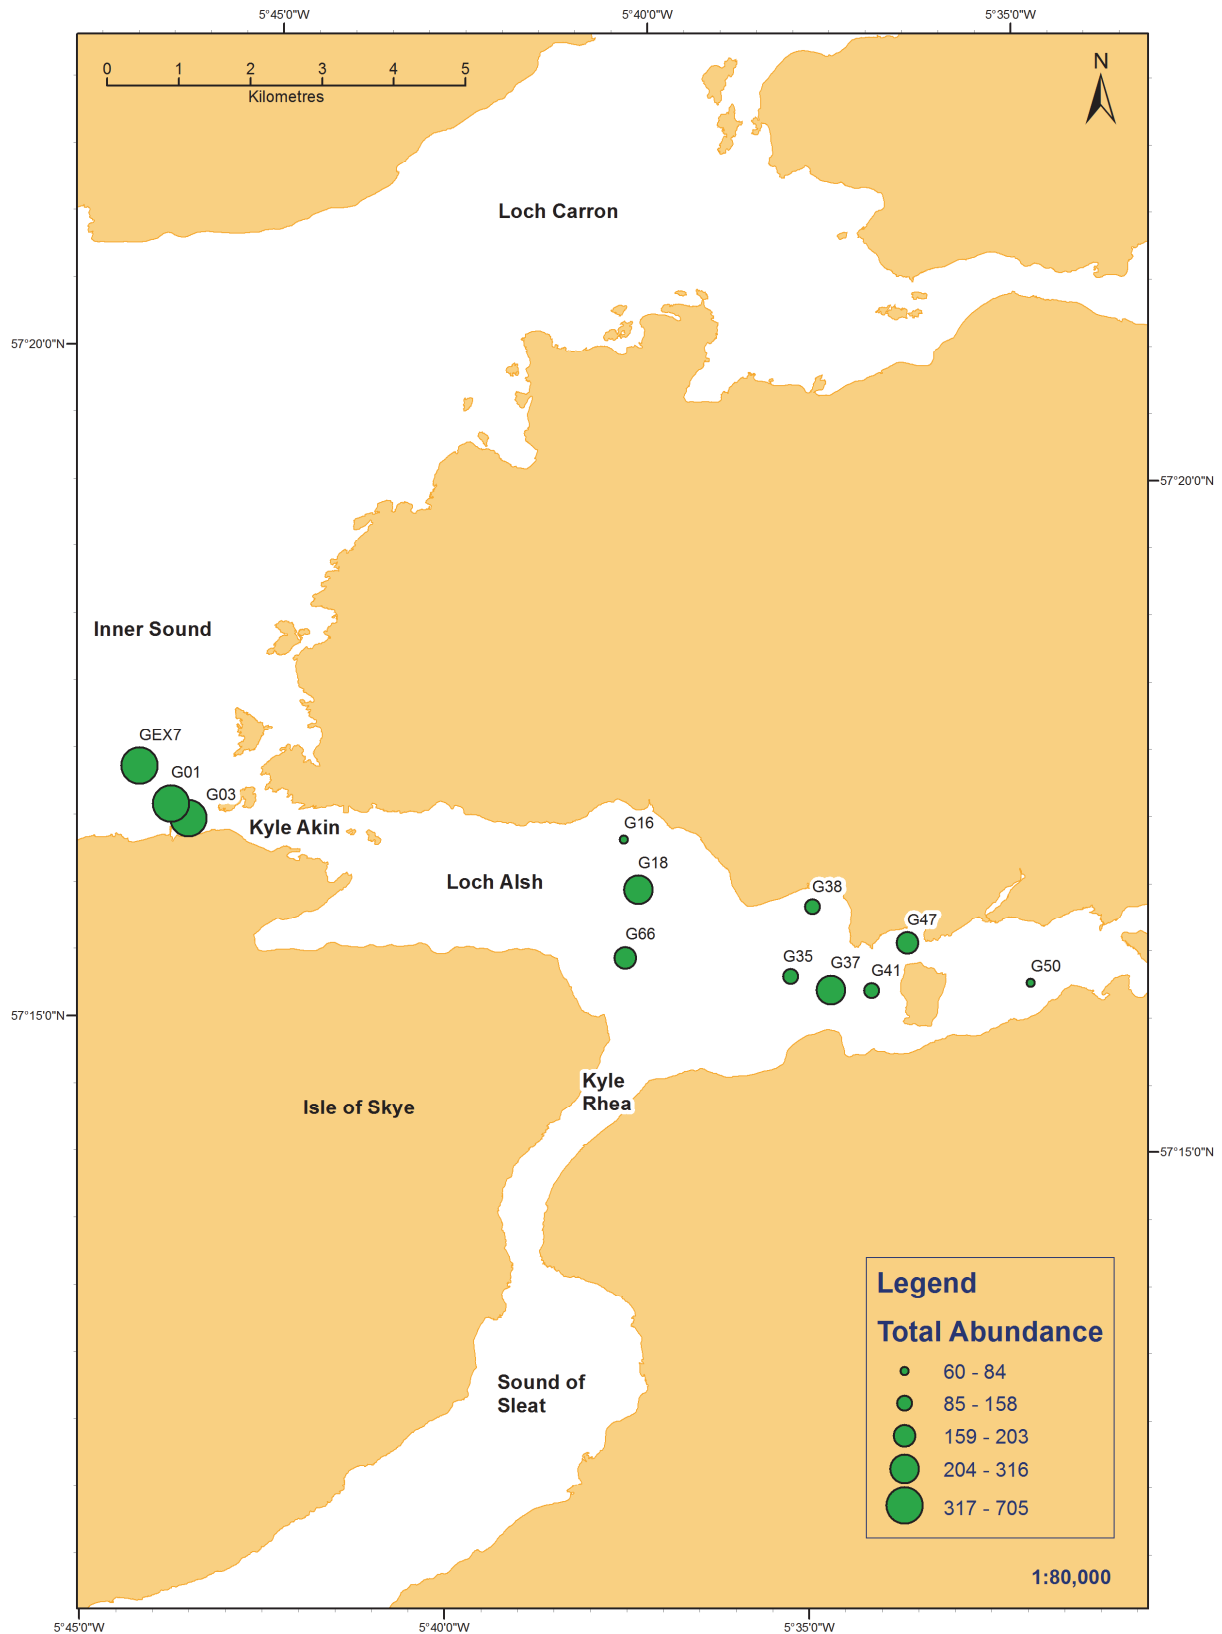 5°45'0"W
5°40'0"W
5°35'0"W
0 1 2 3 4 5
Kilometres
N
Loch Carron
57°20'0"N
57°20'0"N
Inner Sound
GEX7
G01
G03
Kyle Akin
G16
Loch Alsh
G18
G38
G47
G66
G35
G37
G41
G50
57°15'0"N
Kyle
Rhea
Isle of Skye
57°15'0"N
Legend
Total Abundance
60 - 84
85 - 158
159 - 203
204 - 316
317 - 705
Sound of
Sleat
1:80,000
5°45'0"W
5°40'0"W
5°35'0"W